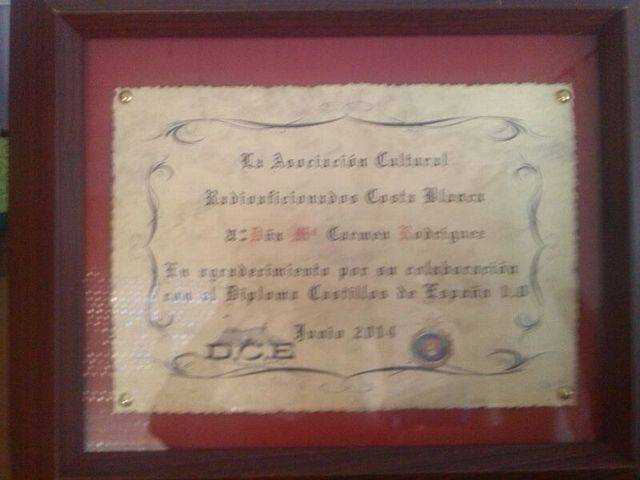 La Asociación Cultural
Radioaficionados Costa Blanca
a: Dña Mª Carmen Rodríguez
En agradecimiento por su colaboración
con el Diploma Castillos de España 1.0
Junio 2014
D.C.E